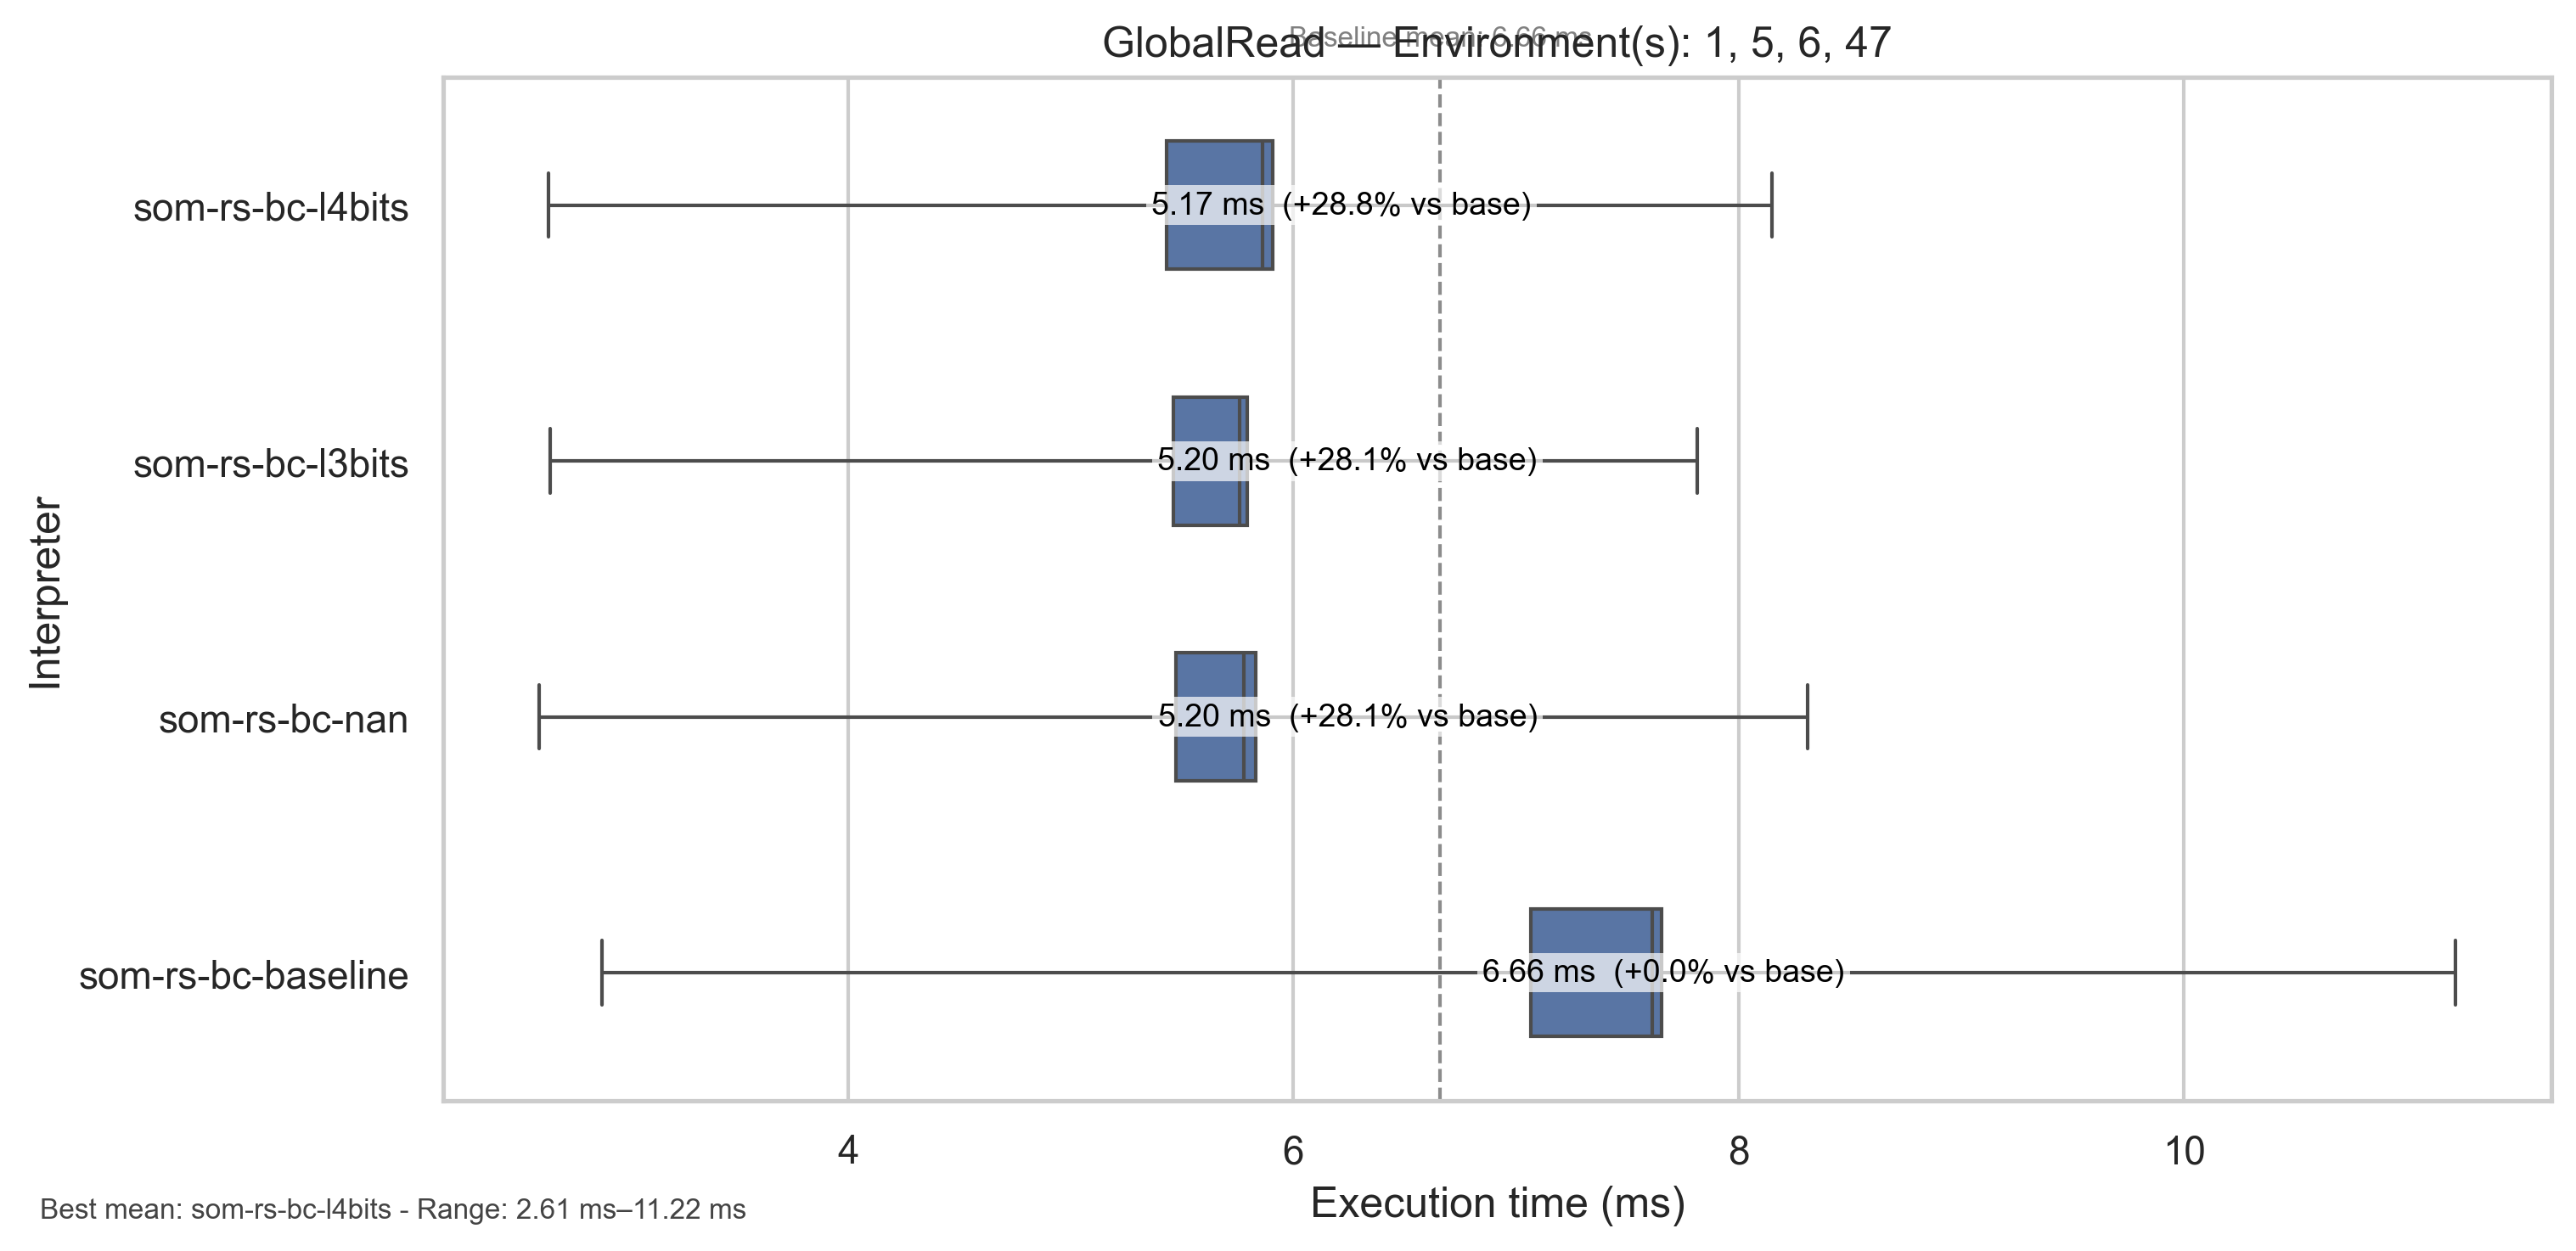 Baseline mean: 6.66 ms
GlobalRead — Environment(s): 1, 5, 6, 47
Interpreter
som-rs-bc-l4bits
5.17 ms (+28.8% vs base)
som-rs-bc-l3bits
5.20 ms (+28.1% vs base)
som-rs-bc-nan
5.20 ms (+28.1% vs base)
som-rs-bc-baseline
6.66 ms (+0.0% vs base)
4 6 8 10
Execution time (ms)
Best mean: som-rs-bc-l4bits - Range: 2.61 ms–11.22 ms